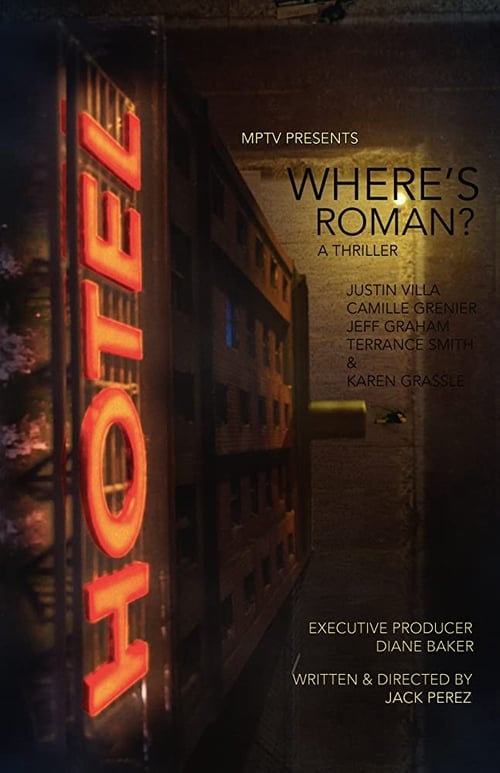 HOTEL
MPTV PRESENTS
WHERE'S
ROMAN?
A THRILLER
JUSTIN VILLA
CAMILLE GRENIER
JEFF GRAHAM
TERRANCE SMITH
&
KAREN GRASSLE
EXECUTIVE PRODUCER
DIANE BAKER
WRITTEN & DIRECTED BY
JACK PEREZ